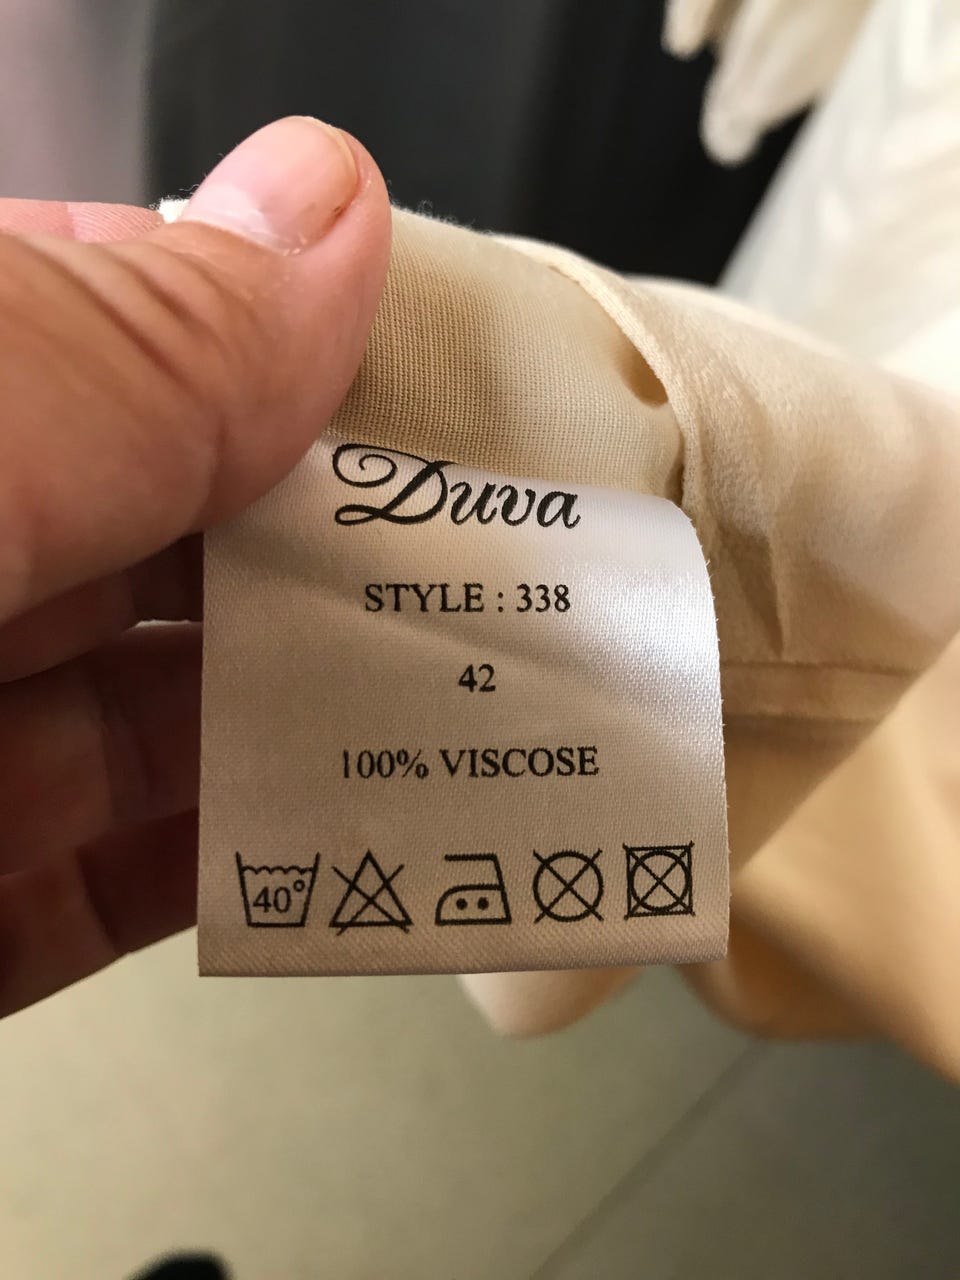 Duva
STYLE : 338
42
100% VISCOSE
40°